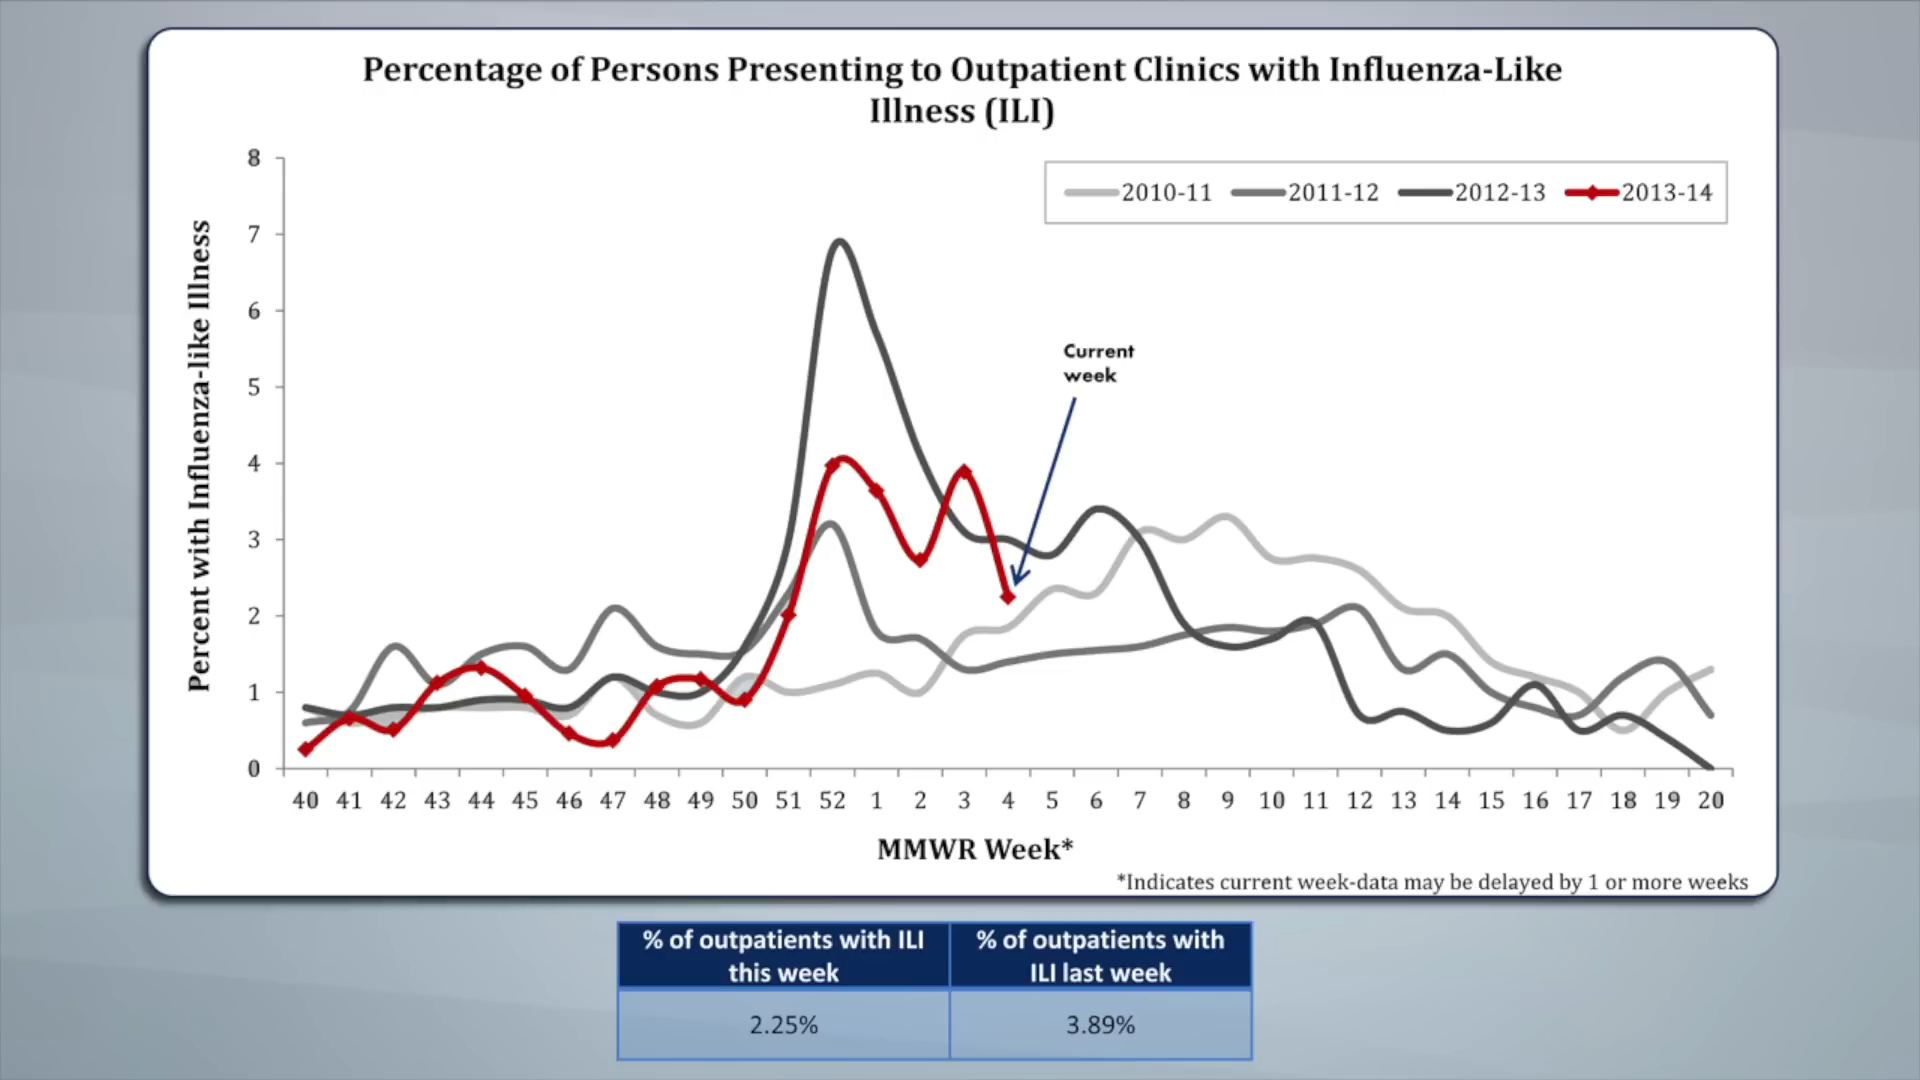 Percentage of Persons Presenting to Outpatient Clinics with Influenza-Like
Illness (ILI)
Percent with Influenza-like Illness
8
7
6
5
4
3
2
1
0
2010-11 2011-12 2012-13 2013-14
Current
week
40 41 42 43 44 45 46 47 48 49 50 51 52 1 2 3 4 5 6 7 8 9 10 11 12 13 14 15 16 17 18 19 20
MMWR Week*
*Indicates current week-data may be delayed by 1 or more weeks
% of outpatients with ILI
this week
% of outpatients with
ILI last week
2.25% 3.89%